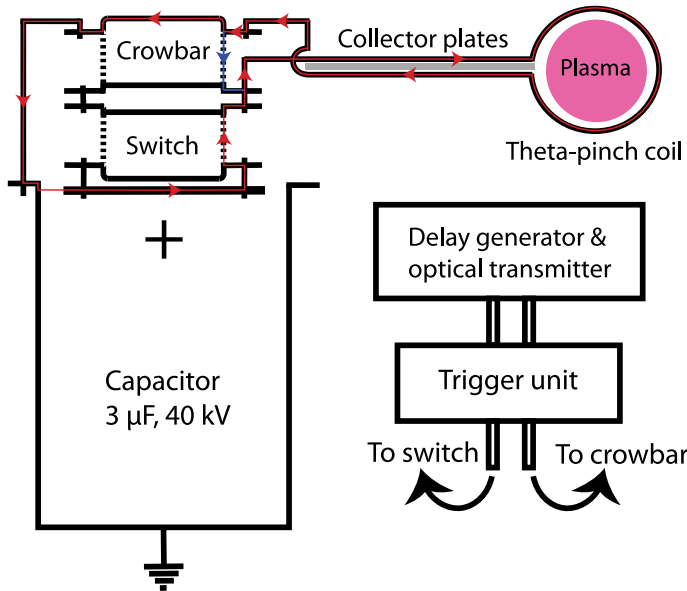 Crowbar
Collector plates
Plasma
Switch
Theta-pinch coil
+
Delay generator &
optical transmitter
Capacitor
3 µF, 40 kV
Trigger unit
To switch
To crowbar